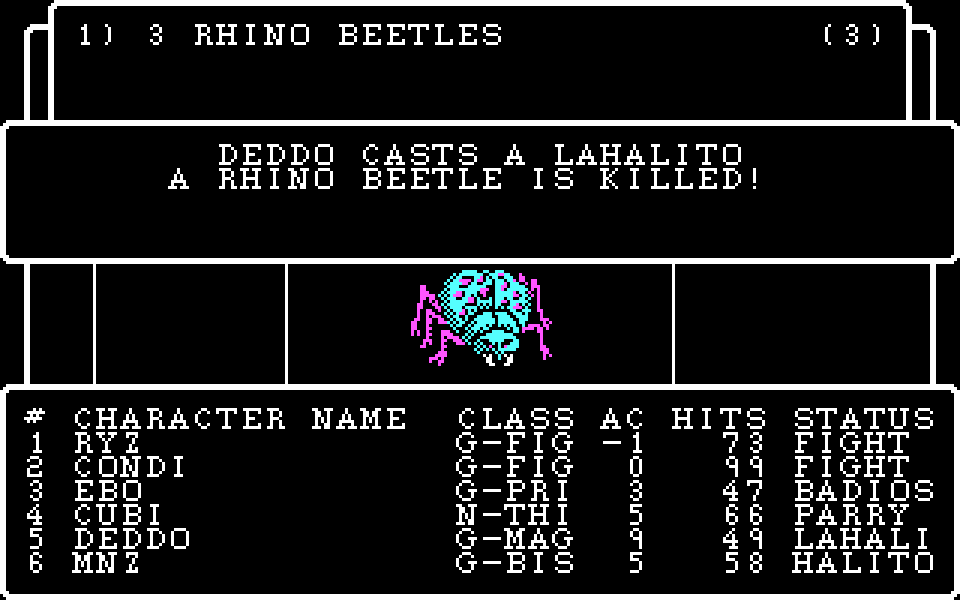 1) 3 RHINO BEETLES (3)
DEDDO CASTS A LAHALITO
A RHINO BEETLE IS KILLED!
# CHARACTER NAME CLASS AC HITS STATUS
1 RYZ G-FIG -1 73 FIGHT
2 CONDI G-FIG 0 99 FIGHT
3 EBO G-PRI 3 47 BADIOS
4 CUBI N-THI 5 66 PARRY
5 DEDDO G-MAG 9 49 LAHALI
6 MNZ G-BIS 5 58 HALITO